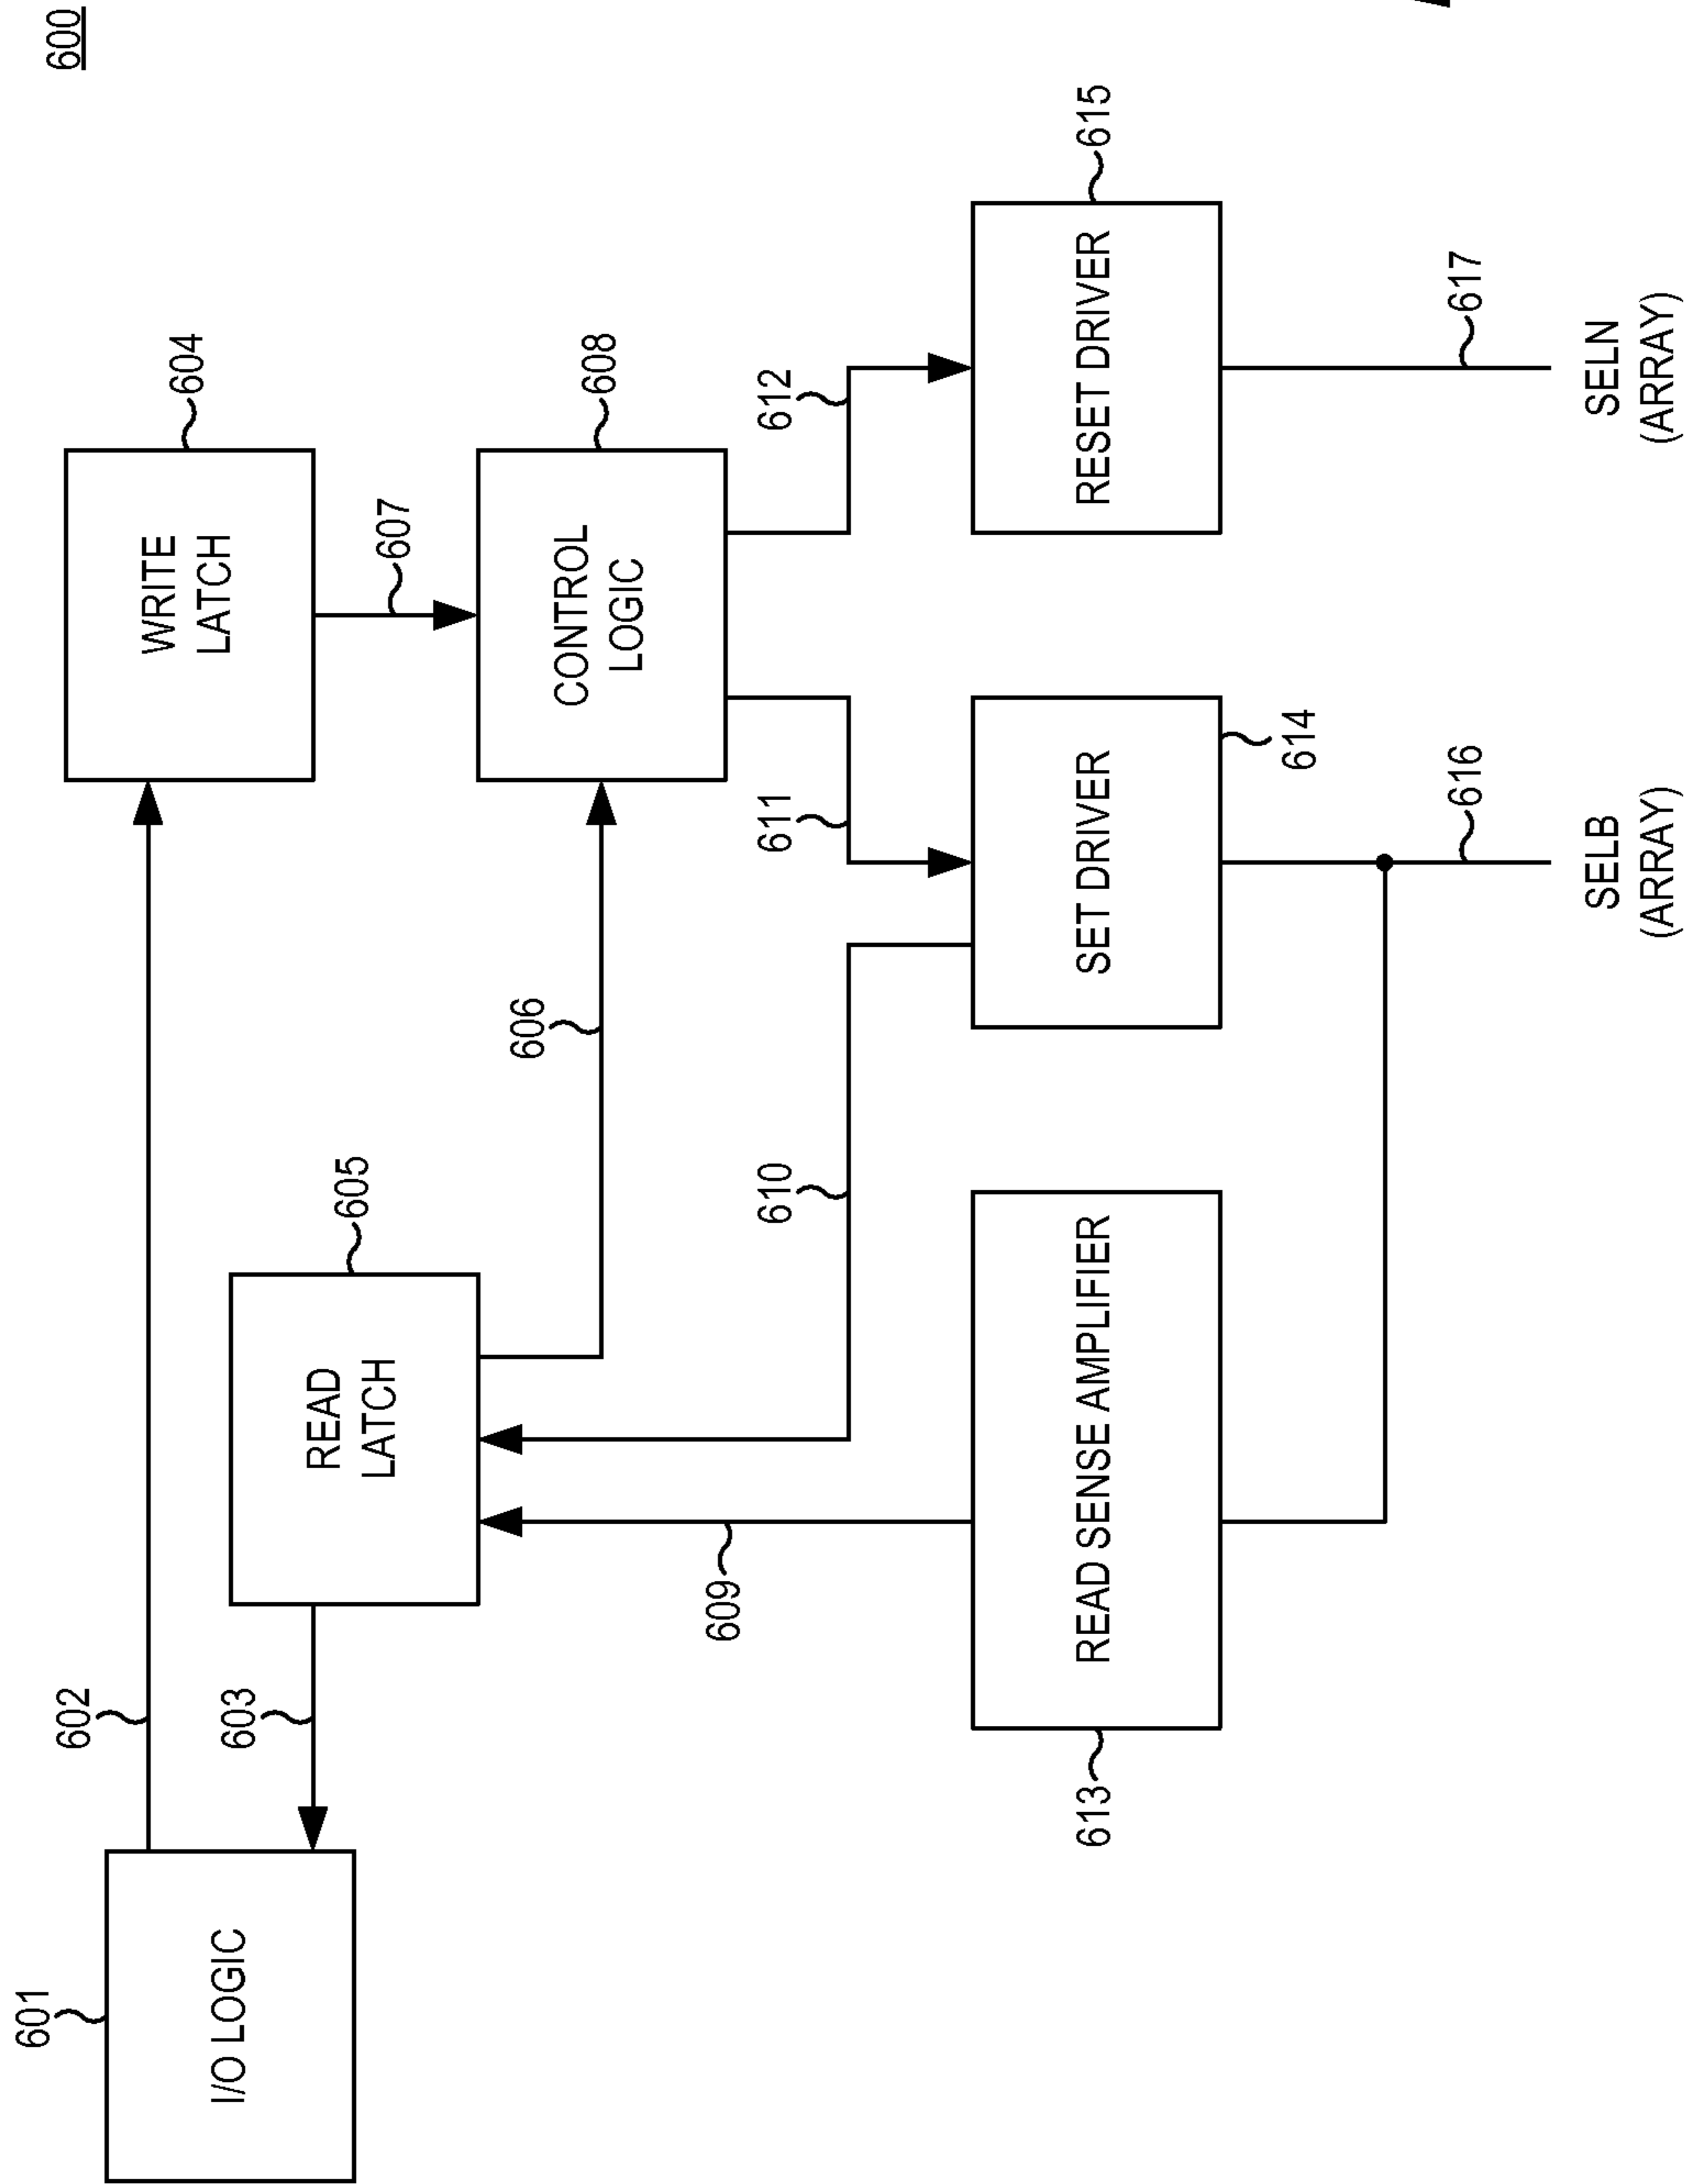 600
601
I/O LOGIC
602
603
WRITE
LATCH
604
READ
LATCH
605
606
607
CONTROL
LOGIC
608
609
610
611
612
READ SENSE AMPLIFIER
613
SET DRIVER
614
RESET DRIVER
615
616
617
SELB
(ARRAY)
SELN
(ARRAY)